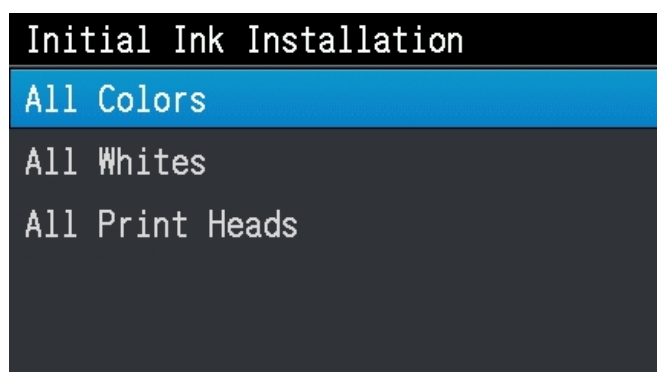 Initial Ink Installation
All Colors
All Whites
All Print Heads